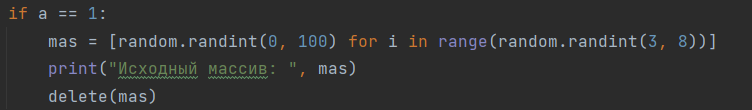 if a == 1:
    mas = [random.randint(0, 100) for i in range(random.randint(3, 8))]
    print("Исходный массив: ", mas)
    delete(mas)